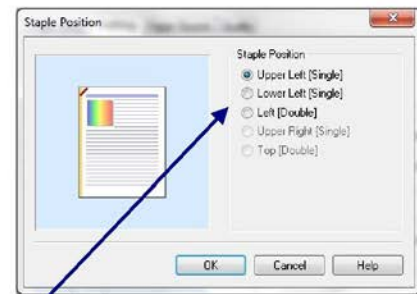 Staple Position
Staple Position
Upper Left [Single]
Lower Left [Single]
Left [Double]
Upper Right [Single]
Top [Double]
OK
Cancel
Help